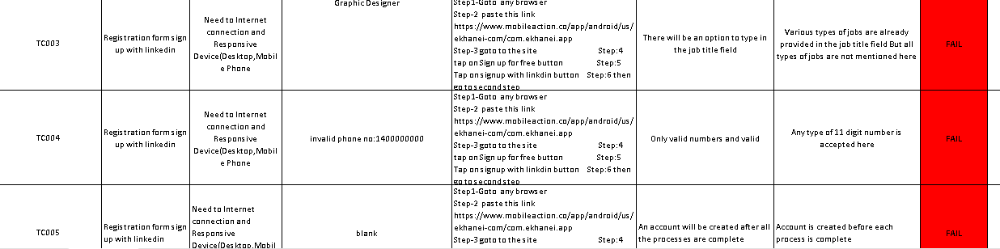 Graphic Designer
TC003
Registration form sign
up with linkedin
Need to Internet
connection and
Responsive
Device(Desktop,Mobil
e Phone
Step1-Goto any browser
Step-2 paste this link
https://www.mobileaction.co/app/android/us/
ekhanei-com/com.ekhanei.app
Step-3 goto to the site Step:4
tap on Sign up for free button Step:5
Tap on signup with linkdin button Step:6 then
go to second step
There will be an option to type in
the job title field
Various types of jobs are already
provided in the job title field But all
types of jobs are not mentioned here
FAIL
TC004
Registration form sign
up with linkedin
Need to Internet
connection and
Responsive
Device(Desktop,Mobil
e Phone
invalid phone no:1400000000
Step1-Goto any browser
Step-2 paste this link
https://www.mobileaction.co/app/android/us/
ekhanei-com/com.ekhanei.app
Step-3 goto to the site Step:4
tap on Sign up for free button Step:5
Tap on signup with linkdin button Step:6 then
go to second step
Only valid numbers and valid
Any type of 11 digit number is
accepted here
FAIL
TC005
Registration form sign
up with linkedin
Need to Internet
connection and
Responsive
Device(Desktop,Mobil
blank
Step1-Goto any browser
Step-2 paste this link
https://www.mobileaction.co/app/android/us/
ekhanei-com/com.ekhanei.app
Step-3 goto to the site Step:4
An account will be created after all
the processes are complete
Account is created before each
process is complete
FAIL